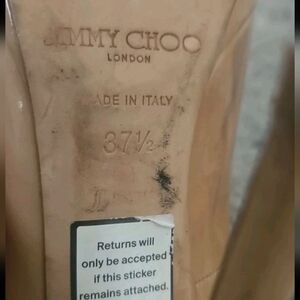 JIMMY CHOO
LONDON
MADE IN ITALY
37½
Returns will
only be accepted
if this sticker
remains attached.